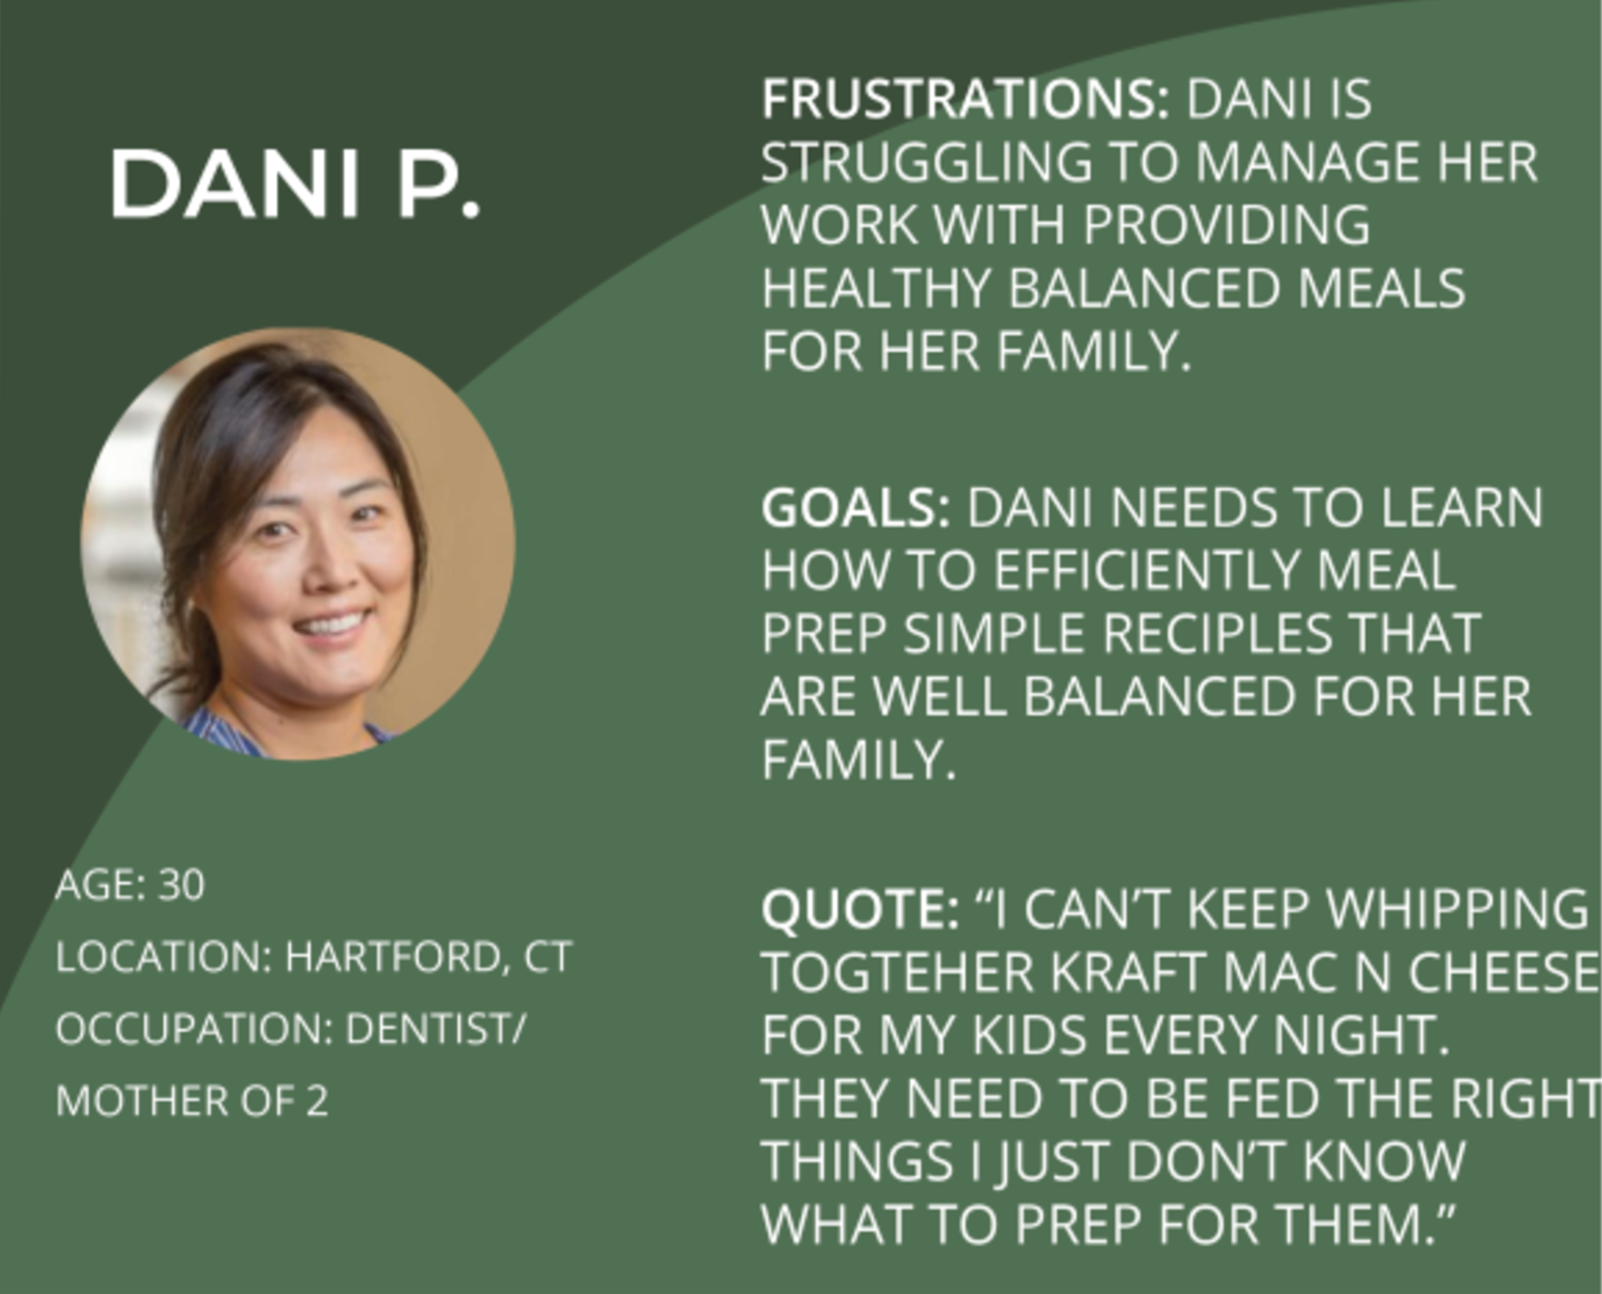 DANI P.
AGE: 30
LOCATION: HARTFORD, CT
OCCUPATION: DENTIST/
MOTHER OF 2
FRUSTRATIONS: DANI IS
STRUGGLING TO MANAGE HER
WORK WITH PROVIDING
HEALTHY BALANCED MEALS
FOR HER FAMILY.
GOALS: DANI NEEDS TO LEARN
HOW TO EFFICIENTLY MEAL
PREP SIMPLE RECIPLES THAT
ARE WELL BALANCED FOR HER
FAMILY.
QUOTE: “I CAN’T KEEP WHIPPING
TOGTEHER KRAFT MAC N CHEESE
FOR MY KIDS EVERY NIGHT.
THEY NEED TO BE FED THE RIGHT
THINGS I JUST DON’T KNOW
WHAT TO PREP FOR THEM.”